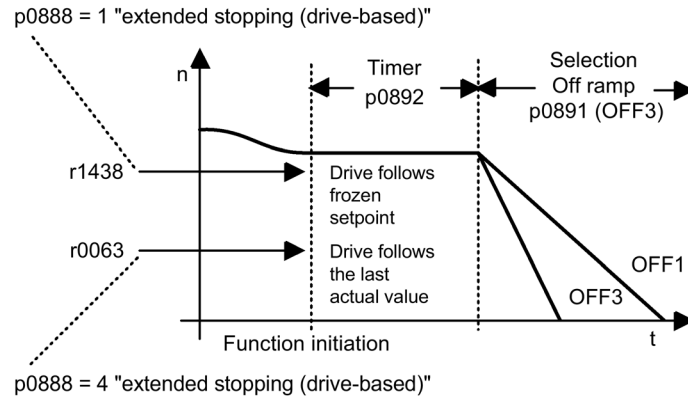 p0888 = 1 "extended stopping (drive-based)"
n
Timer
p0892
Selection
Off ramp
p0891 (OFF3)
r1438
Drive follows
frozen
setpoint
r0063
Drive follows
the last
actual value
OFF1
OFF3
Function initiation
t
p0888 = 4 "extended stopping (drive-based)"